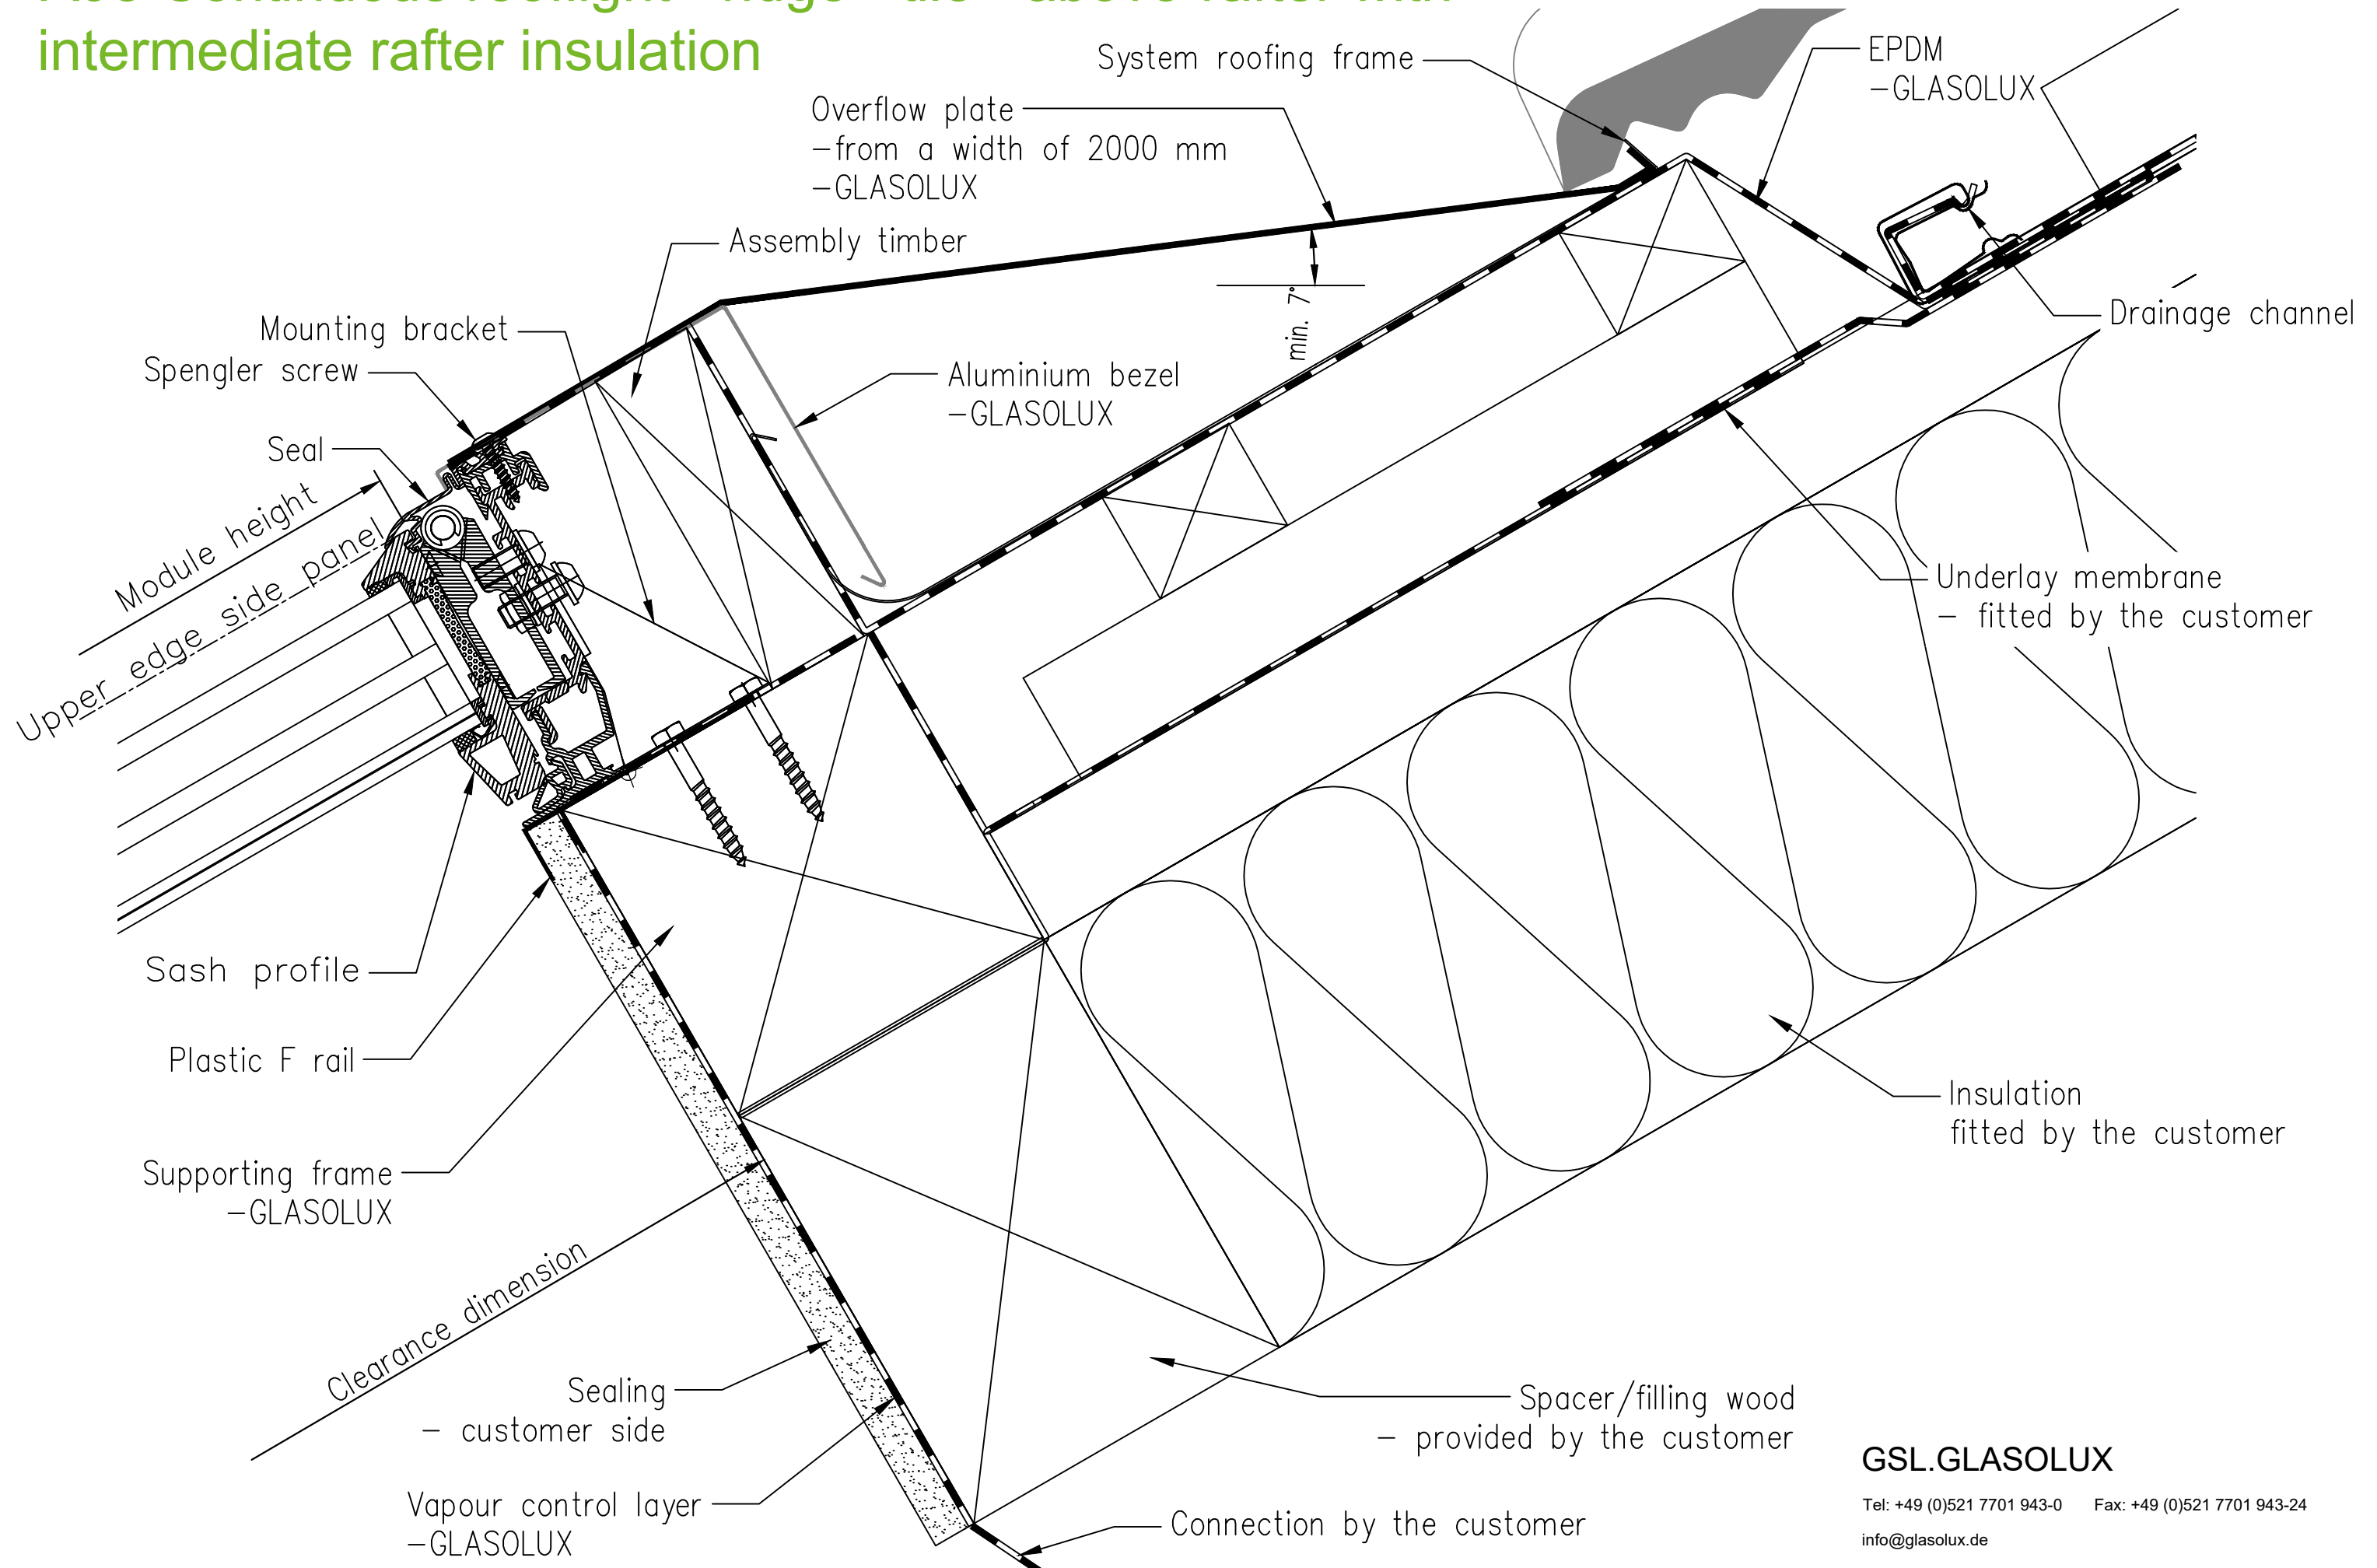 intermediate rafter insulation
System roofing frame
EPDM
-GLASOLUX
Overflow plate
-from a width of 2000 mm
-GLASOLUX
Assembly timber
Mounting bracket
Spengler screw
Seal
Module height
Upper edge side panel
min. 7°
Aluminium bezel
-GLASOLUX
Drainage channel
Underlay membrane
- fitted by the customer
Sash profile
Plastic F rail
Supporting frame
-GLASOLUX
Clearance dimension
Insulation
fitted by the customer
Sealing
- customer side
Spacer/filling wood
- provided by the customer
Vapour control layer
-GLASOLUX
Connection by the customer
GSL.GLASOLUX
Tel: +49 (0)521 7701 943-0 Fax: +49 (0)521 7701 943-24
info@glasolux.de